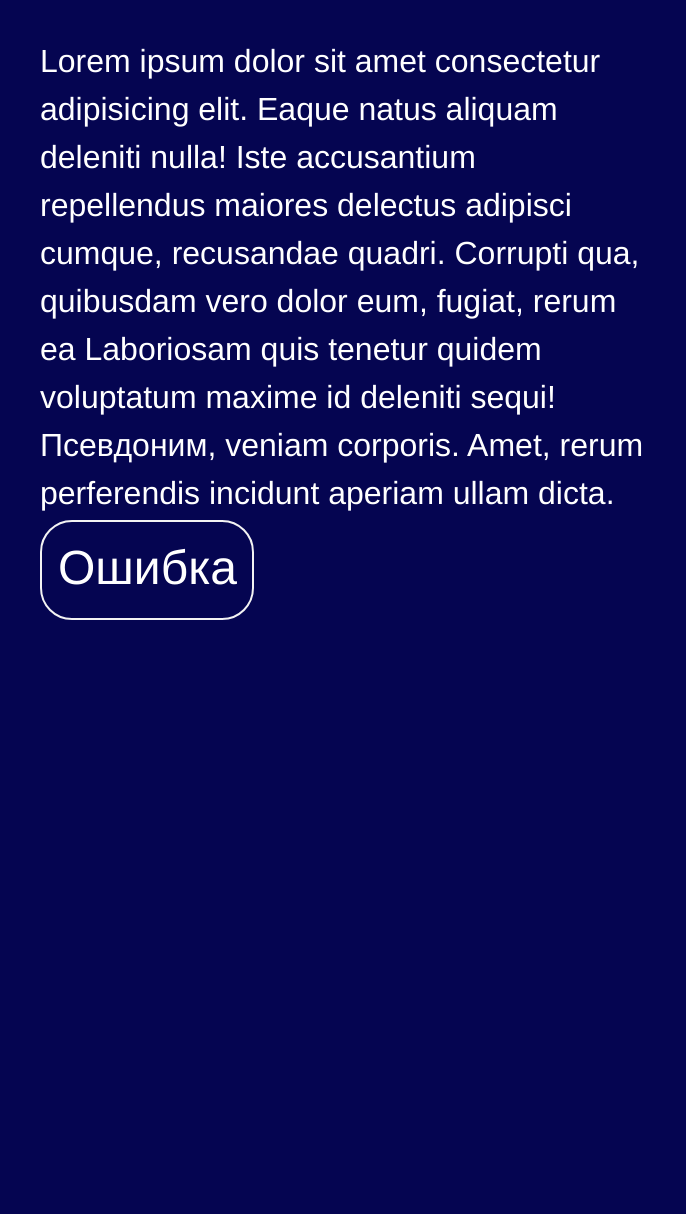 Lorem ipsum dolor sit amet consectetur
adipisicing elit. Eaque natus aliquam
deleniti nulla! Iste accusantium
repellendus maiores delectus adipisci
cumque, recusandae quadri. Corrupti qua,
quibusdam vero dolor eum, fugiat, rerum
ea Laboriosam quis tenetur quidem
voluptatum maxime id deleniti sequi!
Псевдоним, veniam corporis. Amet, rerum
perferendis incidunt aperiam ullam dicta.
Ошибка